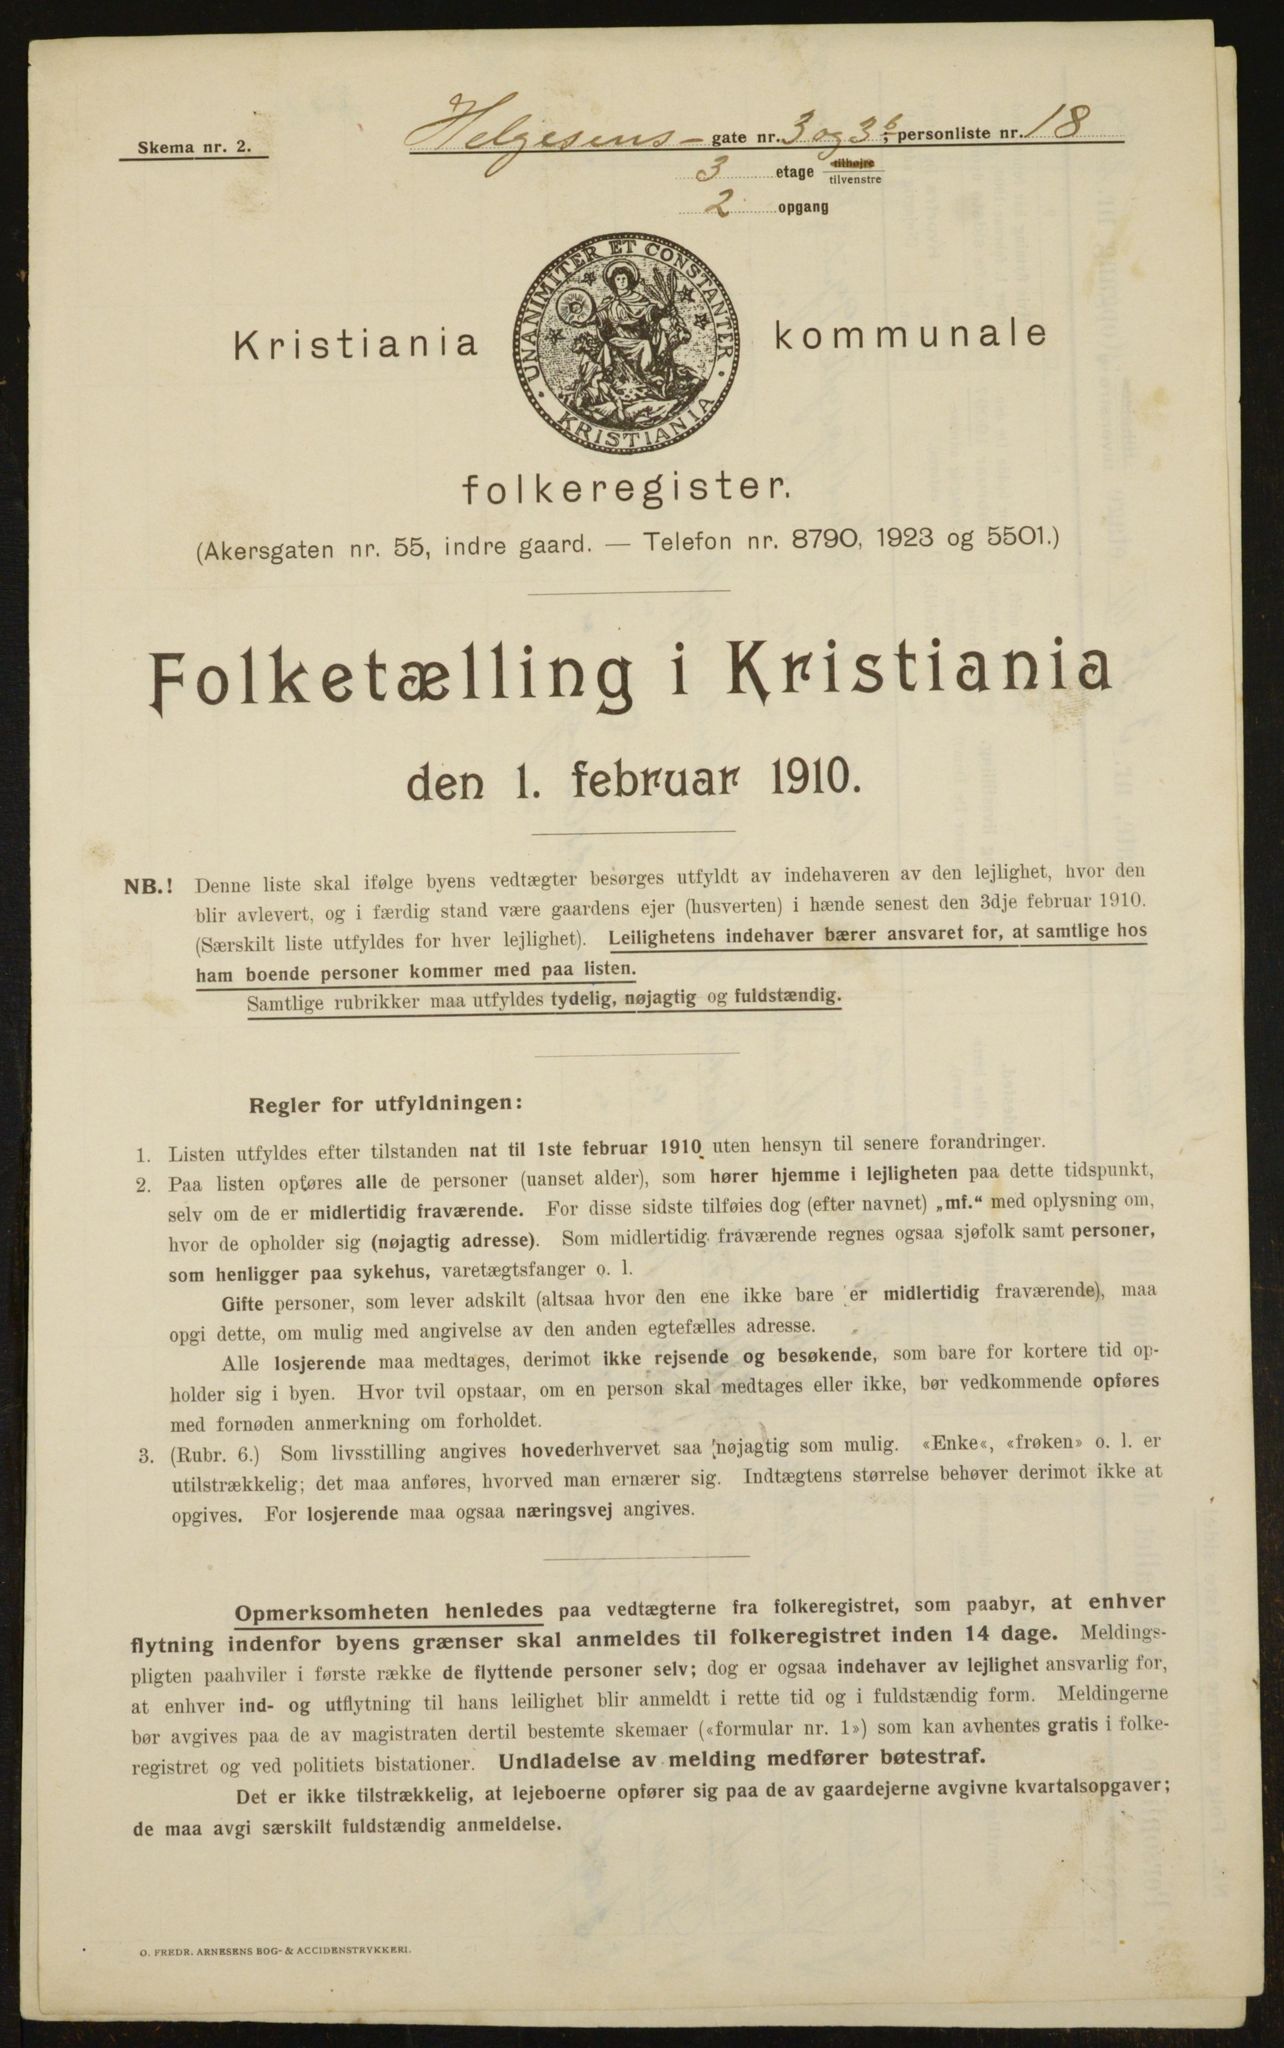 Skema nr. 2.
Helgesens - gate nr. 3 og 3b, personliste nr. 18
3 etage tilhøjre
tilvenstre
2 opgang
UNANIMITER ET CONSTANTER
KRISTIANIA
Kristiania kommunale
folkeregister.
(Akersgaten nr. 55, indre gaard. — Telefon nr. 8790, 1923 og 5501.)
Folketælling i Kristiania
den 1. februar 1910.
NB.! Denne liste skal ifølge byens vedtægter besørges utfyldt av indehaveren av den lejlighet, hvor den
blir avlevert, og i færdig stand være gaardens ejer (husverten) i hænde senest den 3dje februar 1910.
(Særskilt liste utfyldes for hver lejlighet). Leilighetens indehaver bærer ansvaret for, at samtlige hos
ham boende personer kommer med paa listen.
Samtlige rubrikker maa utfyldes tydelig, nøjagtig og fuldstændig.
Regler for utfyldningen:
1. Listen utfyldes efter tilstanden nat til 1ste februar 1910 uten hensyn til senere forandringer.
2. Paa listen opføres alle de personer (uanset alder), som hører hjemme i lejligheten paa dette tidspunkt,
selv om de er midlertidig fraværende. For disse sidste tilføies dog (efter navnet) „mf.“ med oplysning om,
hvor de opholder sig (nøjagtig adresse). Som midlertidig fraværende regnes ogsaa sjøfolk samt personer,
som henligger paa sykehus, varetægtsfanger o. l.
Gifte personer, som lever adskilt (altsaa hvor den ene ikke bare er midlertidig fraværende), maa
opgi dette, om mulig med angivelse av den anden egtefælles adresse.
Alle losjerende maa medtages, derimot ikke rejsende og besøkende, som bare for kortere tid op-
holder sig i byen. Hvor tvil opstaar, om en person skal medtages eller ikke, bør vedkommende opføres
med fornøden anmerkning om forholdet.
3. (Rubr. 6.) Som livsstilling angives hovederhvervet saa nøjagtig som mulig. «Enke«, «frøken» o. l. er
utilstrækkelig; det maa anføres, hvorved man ernærer sig. Indtægtens størrelse behøver derimot ikke at
opgives. For losjerende maa ogsaa næringsvej angives.
Opmerksomheten henledes paa vedtægterne fra folkeregistret, som paabyr, at enhver
flytning indenfor byens grænser skal anmeldes til folkeregistret inden 14 dage. Meldings-
pligten paahviler i første række de flyttende personer selv; dog er ogsaa indehaver av lejlighet ansvarlig for,
at enhver ind- og utflytning til hans leilighet blir anmeldt i rette tid og i fuldstændig form. Meldingerne
bør avgives paa de av magistraten dertil bestemte skemaer («formular nr. 1») som kan avhentes gratis i folke-
registret og ved politiets bistationer. Undladelse av melding medfører bøtestraf.
Det er ikke tilstrækkelig, at lejeboerne opfører sig paa de av gaardejerne avgivne kvartalsopgaver;
de maa avgi særskilt fuldstændig anmeldelse.
O. FREDR. ARNESENS BOG- & ACCIDENSTRYKKERI.